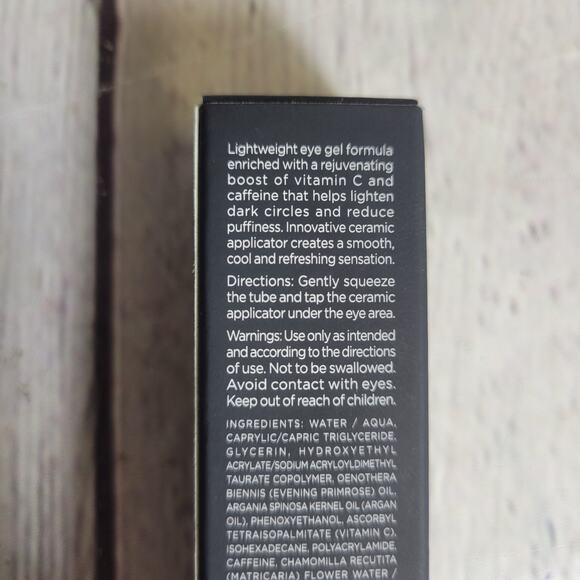 Lightweight eye gel formula
enriched with a rejuvenating
boost of vitamin C and
caffeine that helps lighten
dark circles and reduce
puffiness. Innovative ceramic
applicator creates a smooth,
cool and refreshing sensation.
Directions: Gently squeeze
the tube and tap the ceramic
applicator under the eye area.
Warnings: Use only as intended
and according to the directions
of use. Not to be swallowed.
Avoid contact with eyes.
Keep out of reach of children.
INGREDIENTS: WATER / AQUA,
CAPRYLIC/CAPRIC TRIGLYCERIDE,
GLYCERIN, HYDROXYETHYL
ACRYLATE/SODIUM ACRYLOYLDIMETHYL
TAURATE COPOLYMER, OENOTHERA
BIENNIS (EVENING PRIMROSE) OIL,
ARGANIA SPINOSA KERNEL OIL (ARGAN
OIL), PHENOXYETHANOL, ASCORBYL
TETRAISOPALMITATE (VITAMIN C),
ISOHEXADECANE, POLYACRYLAMIDE,
CAFFEINE, CHAMOMILLA RECUTITA
(MATRICARIA) FLOWER WATER /